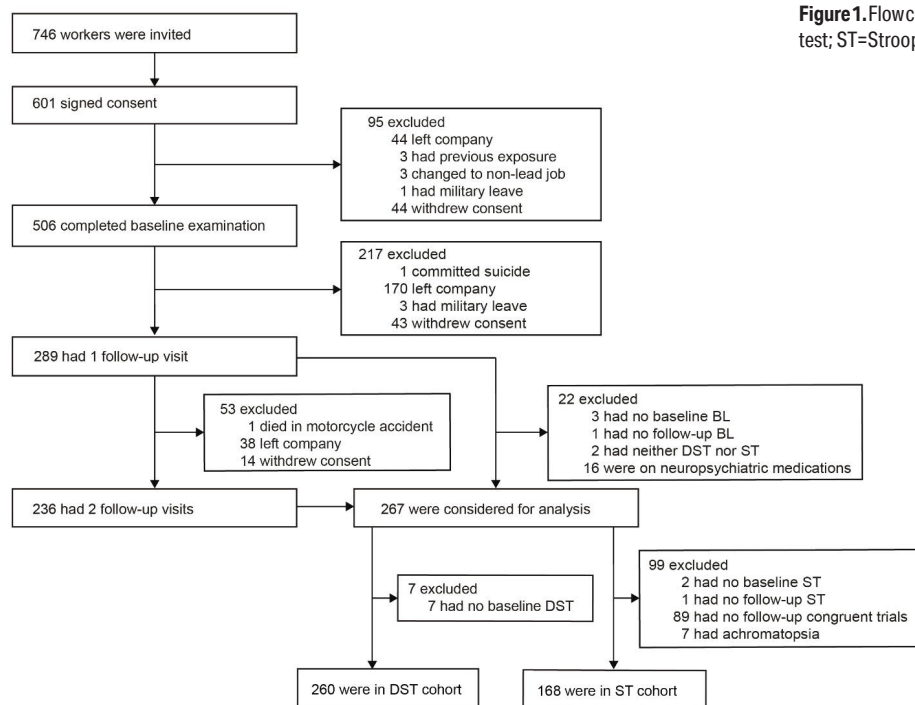 Figure 1. Flowc
test; ST=Stroop
746 workers were invited
601 signed consent
95 excluded
44 left company
3 had previous exposure
3 changed to non-lead job
1 had military leave
44 withdrew consent
506 completed baseline examination
217 excluded
1 committed suicide
170 left company
3 had military leave
43 withdrew consent
289 had 1 follow-up visit
53 excluded
1 died in motorcycle accident
38 left company
14 withdrew consent
22 excluded
3 had no baseline BL
1 had no follow-up BL
2 had neither DST nor ST
16 were on neuropsychiatric medications
236 had 2 follow-up visits
267 were considered for analysis
7 excluded
7 had no baseline DST
99 excluded
2 had no baseline ST
1 had no follow-up ST
89 had no follow-up congruent trials
7 had achromatopsia
260 were in DST cohort
168 were in ST cohort